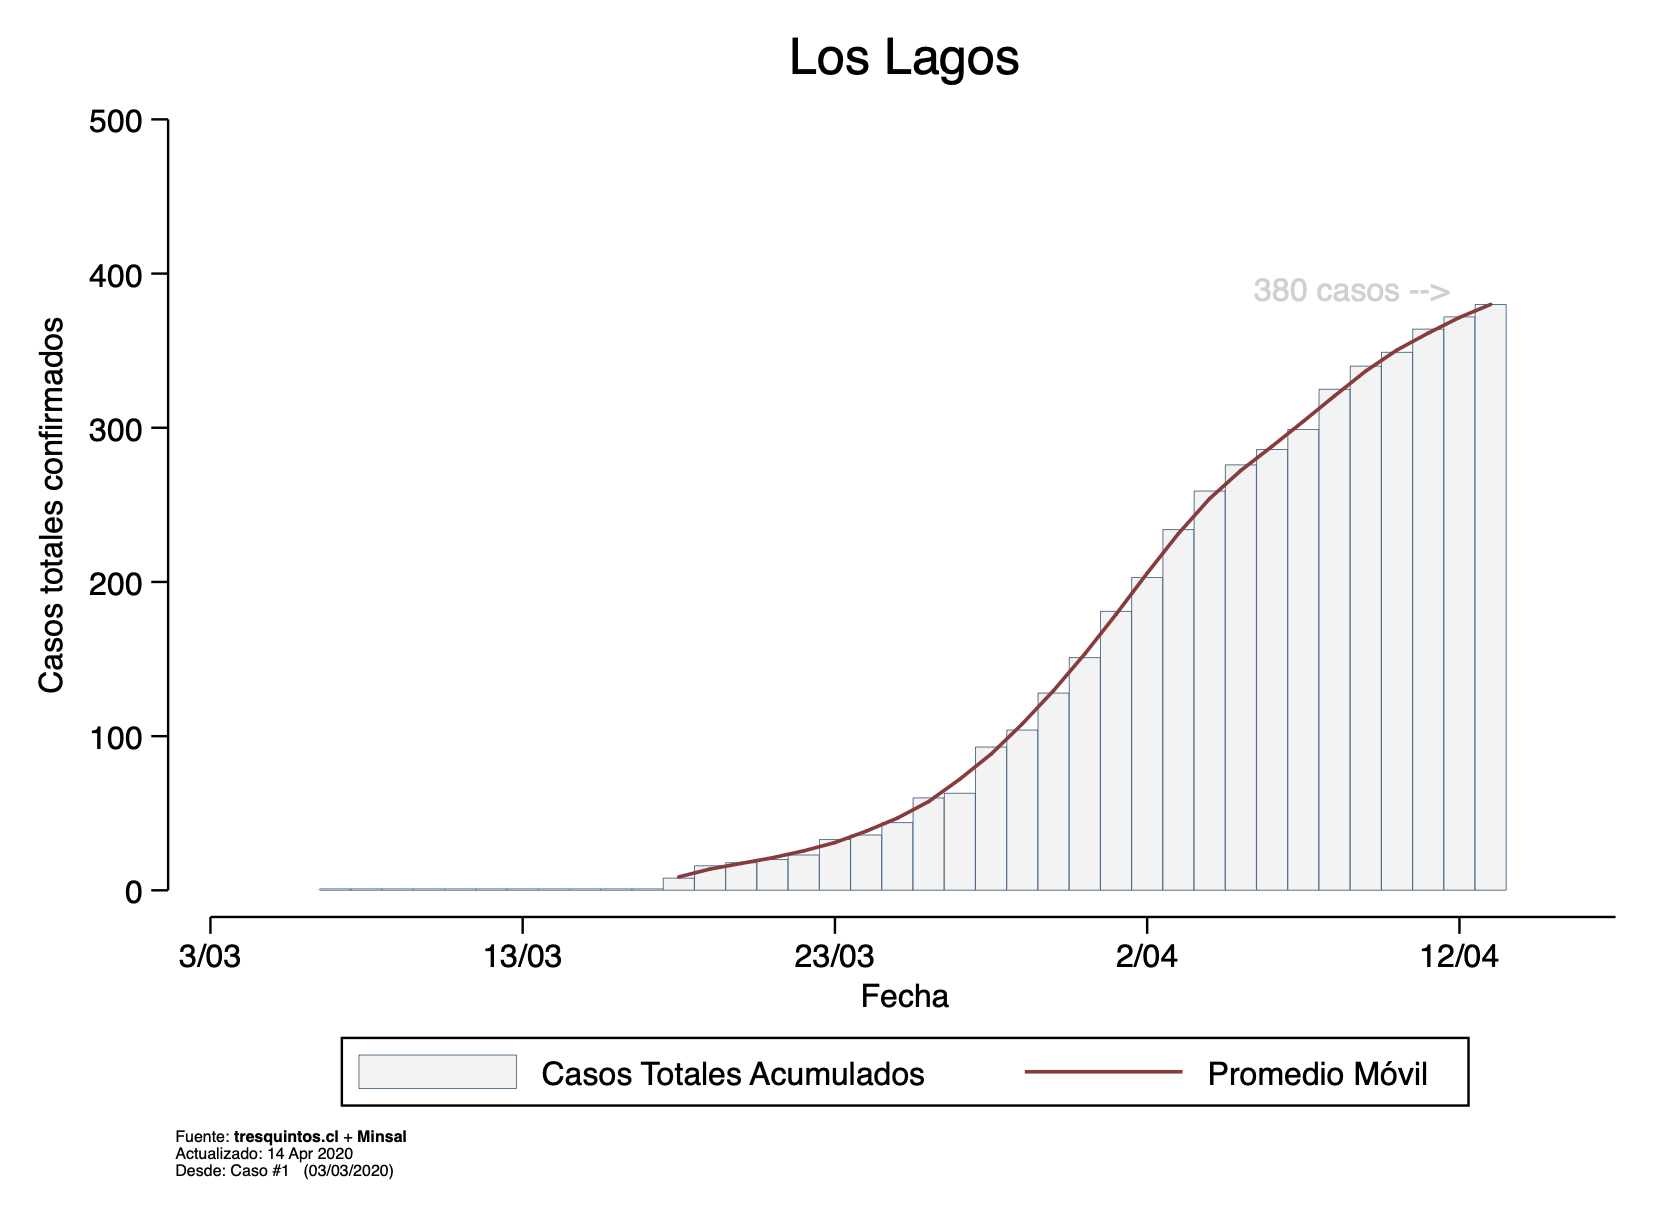 Los Lagos
500
400
300
200
100
0
Casos totales confirmados
380 casos -->
3/03 13/03 23/03 2/04 12/04
Fecha
Casos Totales Acumulados Promedio Móvil
Fuente: tresquintos.cl + Minsal
Actualizado: 14 Apr 2020
Desde: Caso #1 (03/03/2020)